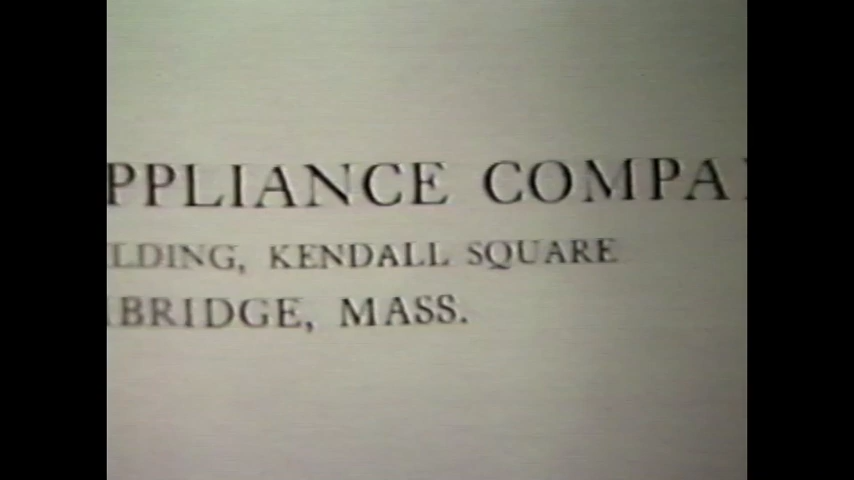 PPLIANCE COMPA
LDING, KENDALL SQUARE
BRIDGE, MASS.